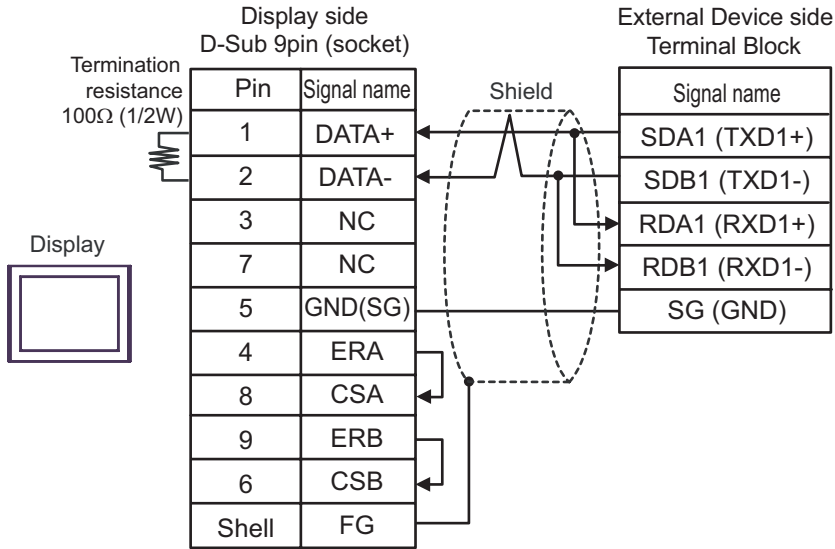 Display side
D-Sub 9pin (socket)
External Device side
Terminal Block
Termination
resistance
100Ω (1/2W)
Pin Signal name
Shield
Signal name
1 DATA+
SDA1 (TXD1+)
2 DATA-
SDB1 (TXD1-)
3 NC
RDA1 (RXD1+)
Display
7 NC
RDB1 (RXD1-)
5 GND(SG)
SG (GND)
4 ERA
8 CSA
9 ERB
6 CSB
Shell FG